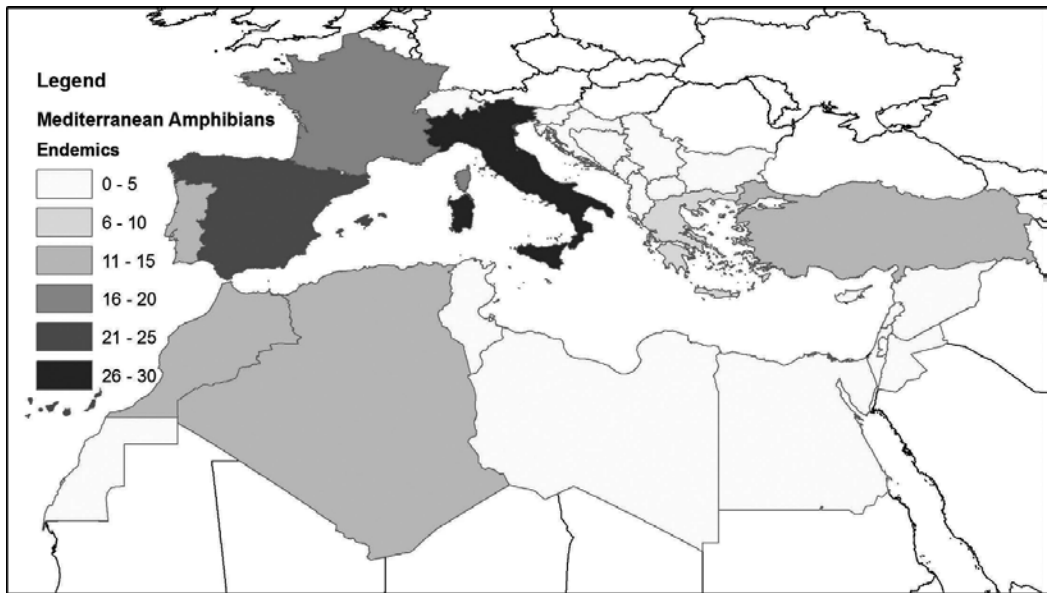 Legend
Mediterranean Amphibians
Endemics
0 - 5
6 - 10
11 - 15
16 - 20
21 - 25
26 - 30